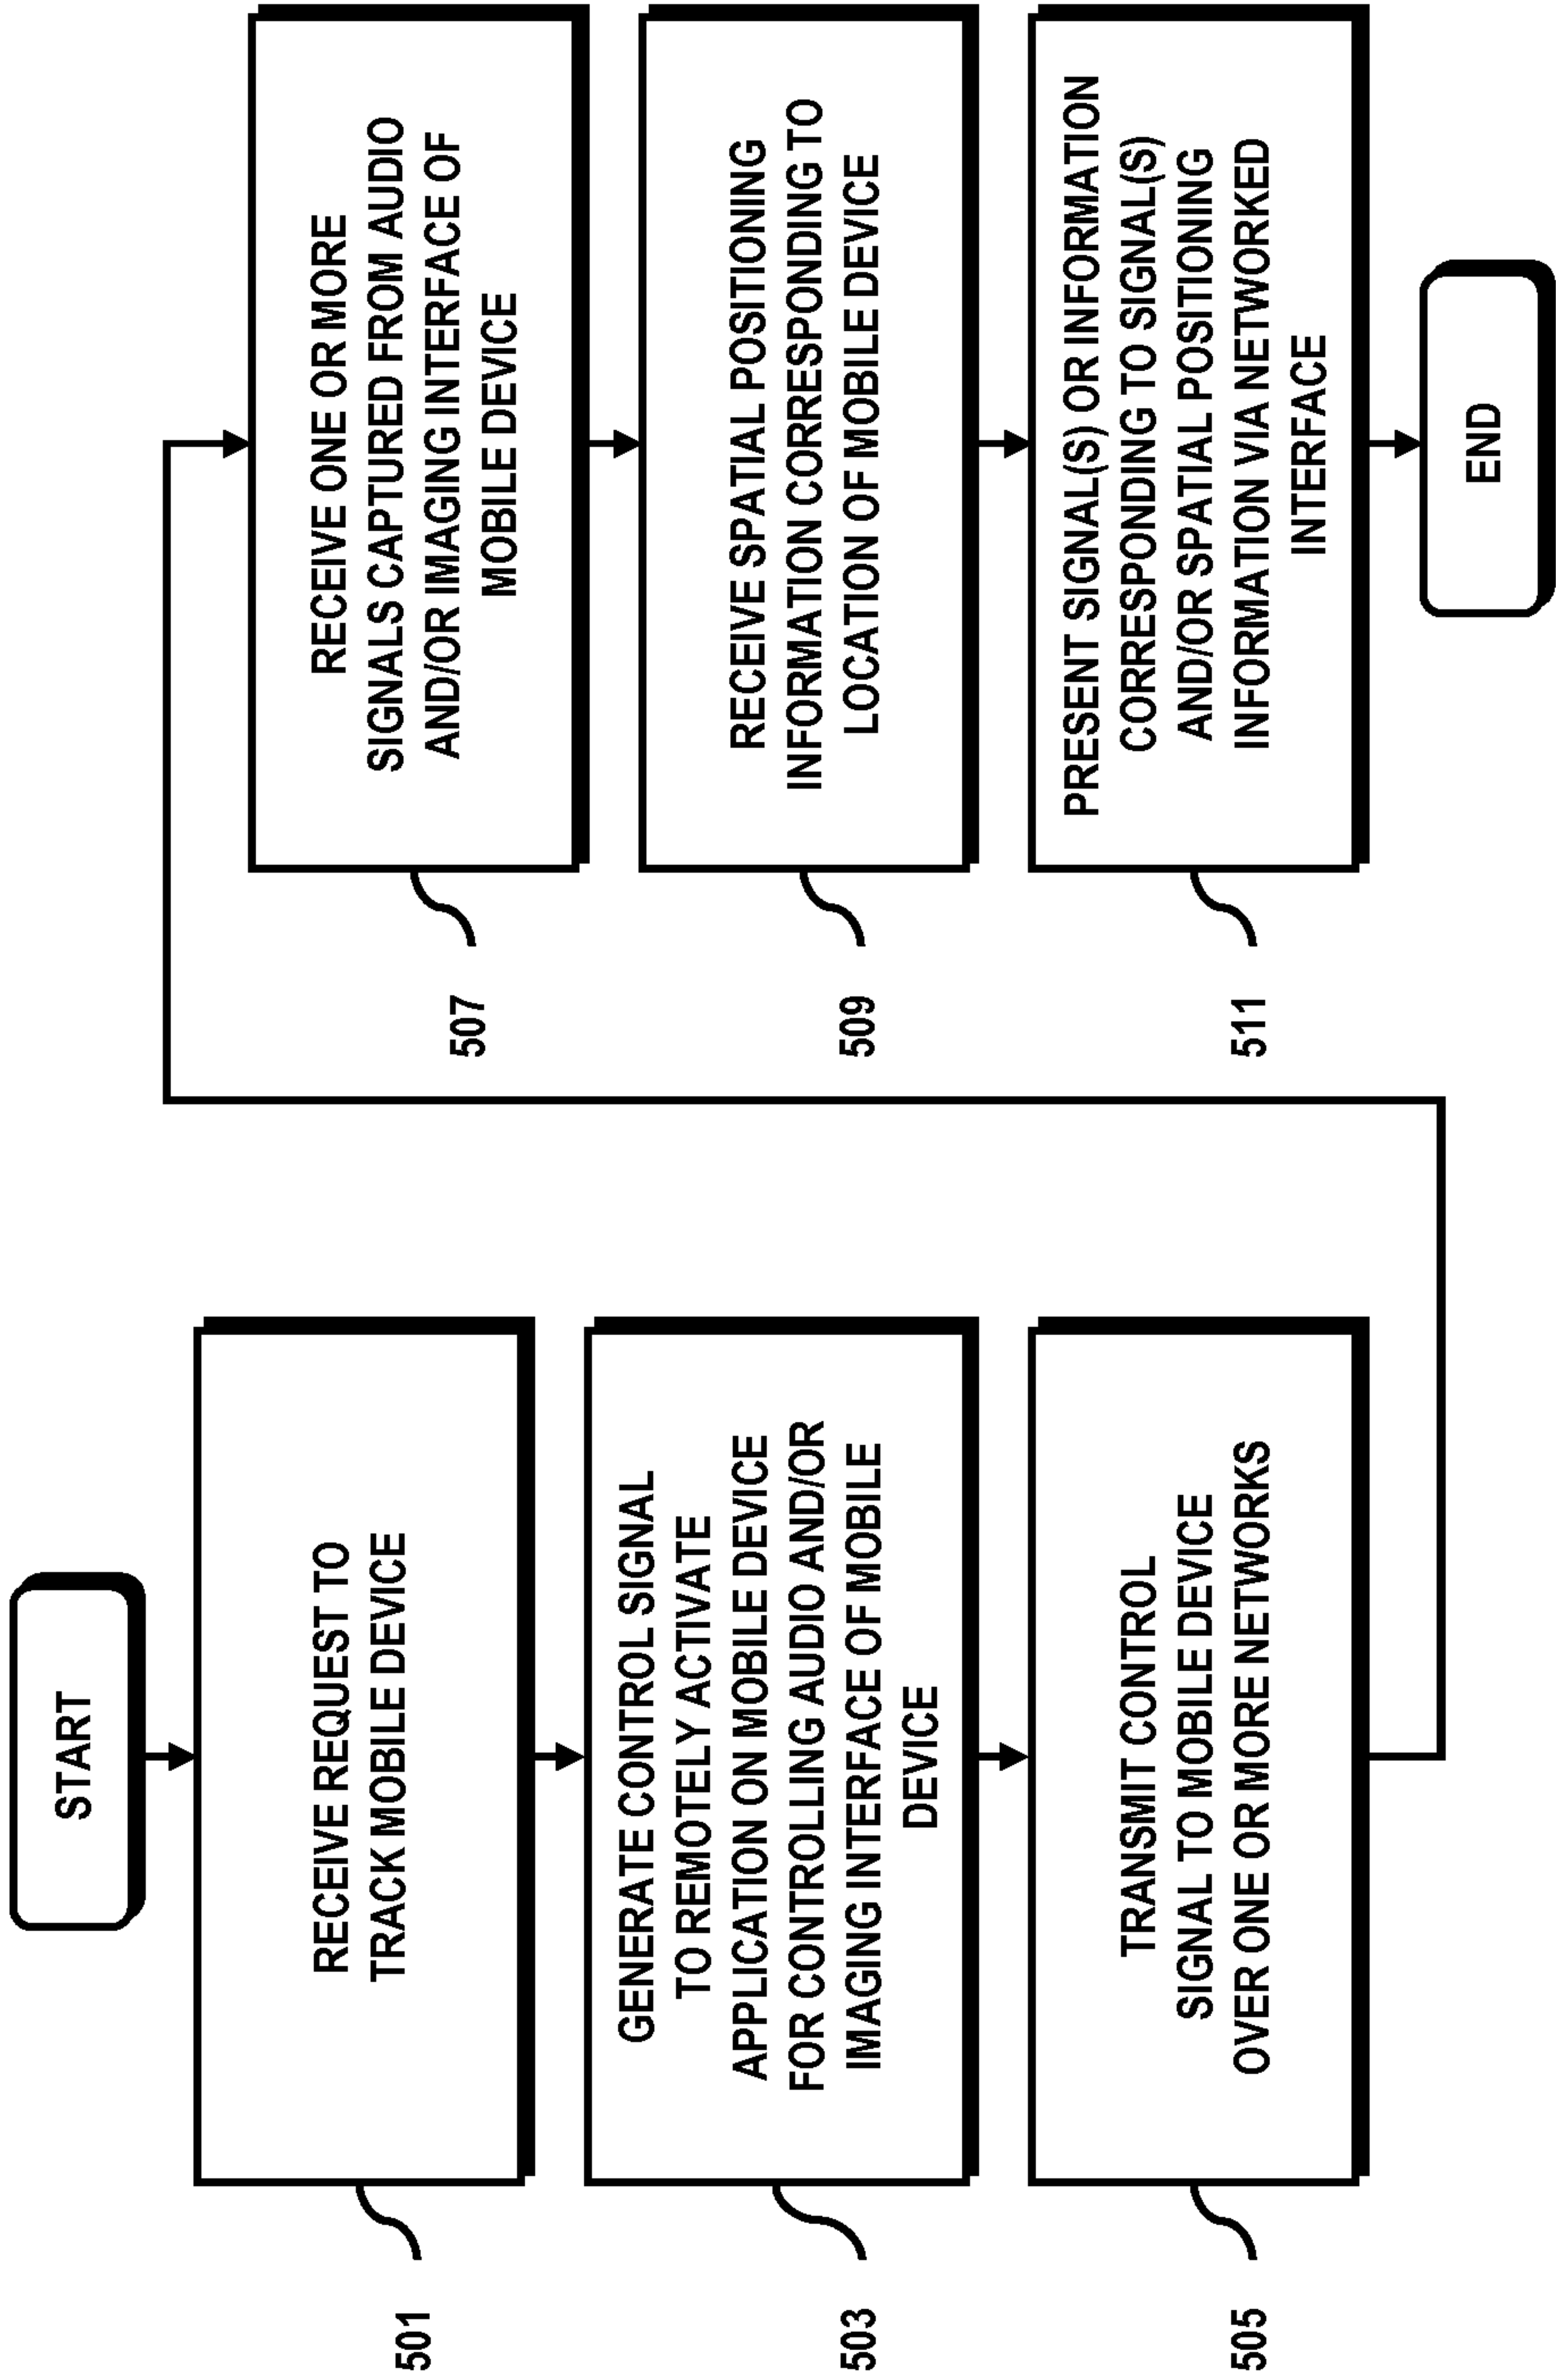 START
501
RECEIVE REQUEST TO
TRACK MOBILE DEVICE
503
GENERATE CONTROL SIGNAL
TO REMOTELY ACTIVATE
APPLICATION ON MOBILE DEVICE
FOR CONTROLLING AUDIO AND/OR
IMAGING INTERFACE OF MOBILE
DEVICE
505
TRANSMIT CONTROL
SIGNAL TO MOBILE DEVICE
OVER ONE OR MORE NETWORKS
507
RECEIVE ONE OR MORE
SIGNALS CAPTURED FROM AUDIO
AND/OR IMAGING INTERFACE OF
MOBILE DEVICE
509
RECEIVE SPATIAL POSITIONING
INFORMATION CORRESPONDING TO
LOCATION OF MOBILE DEVICE
511
PRESENT SIGNAL(S) OR INFORMATION
CORRESPONDING TO SIGNAL(S)
AND/OR SPATIAL POSITIONING
INFORMATION VIA NETWORKED
INTERFACE
END